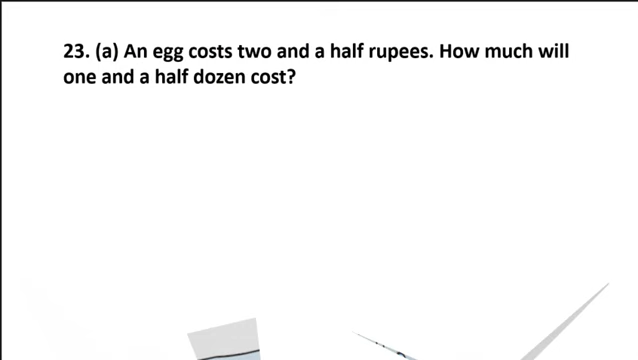 23. (a) An egg costs two and a half rupees. How much will
one and a half dozen cost?